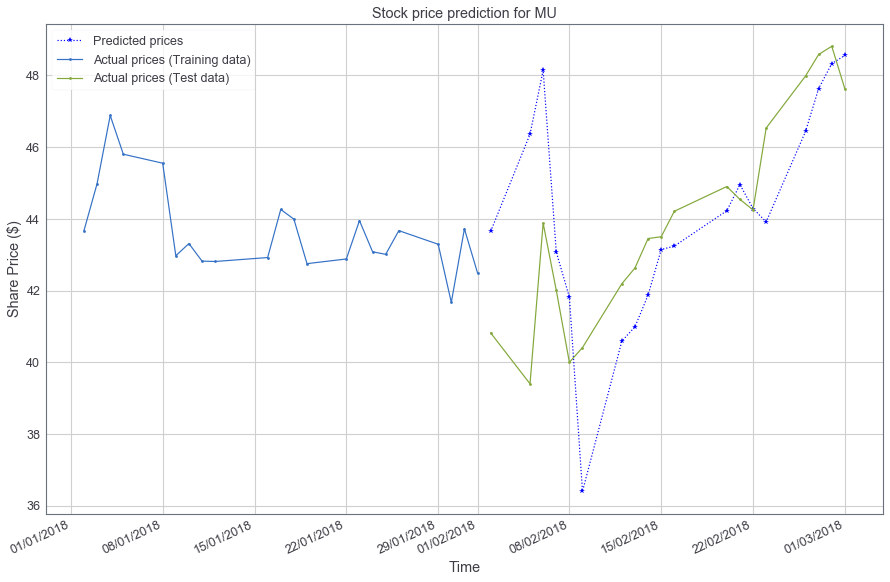 Stock price prediction for MU
Predicted prices
Actual prices (Training data)
Actual prices (Test data)
Share Price ($)
48
46
44
42
40
38
36
01/01/2018
08/01/2018
15/01/2018
22/01/2018
29/01/2018
01/02/2018
08/02/2018
15/02/2018
22/02/2018
01/03/2018
Time